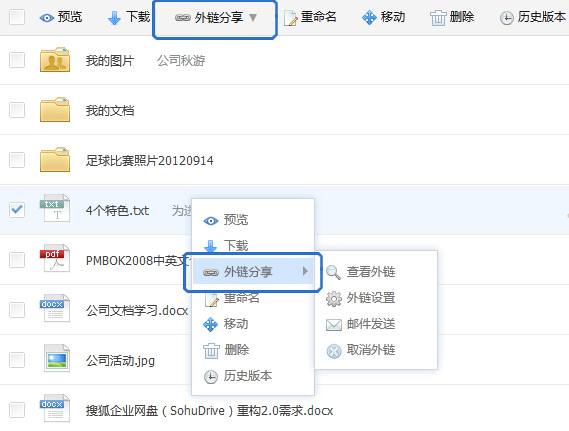 预览 下载 外链分享 重命名 移动 删除 历史版本
我的图片 公司秋游
我的文档
足球比赛照片20120914
txt
4个特色.txt 为
预览
下载
pdf
PMBOK2008中英文
外链分享
查看外链
docx
公司文档学习.docx
重命名
外链设置
移动
邮件发送
公司活动.jpg
删除
取消外链
历史版本
docx
搜狐企业网盘（SohuDrive）重构2.0需求.docx